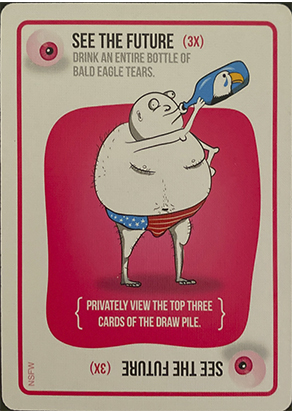 SEE THE FUTURE (3X)
DRINK AN ENTIRE BOTTLE OF
BALD EAGLE TEARS.
{ PRIVATELY VIEW THE TOP THREE
CARDS OF THE DRAW PILE. }
SEE THE FUTURE (3X)
NSFW